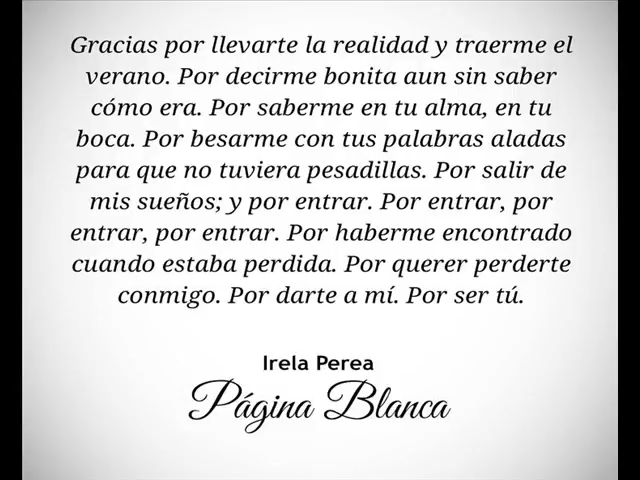 Gracias por llevarte la realidad y traerme el
verano. Por decirme bonita aun sin saber
cómo era. Por saberme en tu alma, en tu
boca. Por besarme con tus palabras aladas
para que no tuviera pesadillas. Por salir de
mis sueños; y por entrar. Por entrar, por
entrar, por entrar. Por haberme encontrado
cuando estaba perdida. Por querer perderte
conmigo. Por darte a mí. Por ser tú.
Irela Perea
Página Blanca